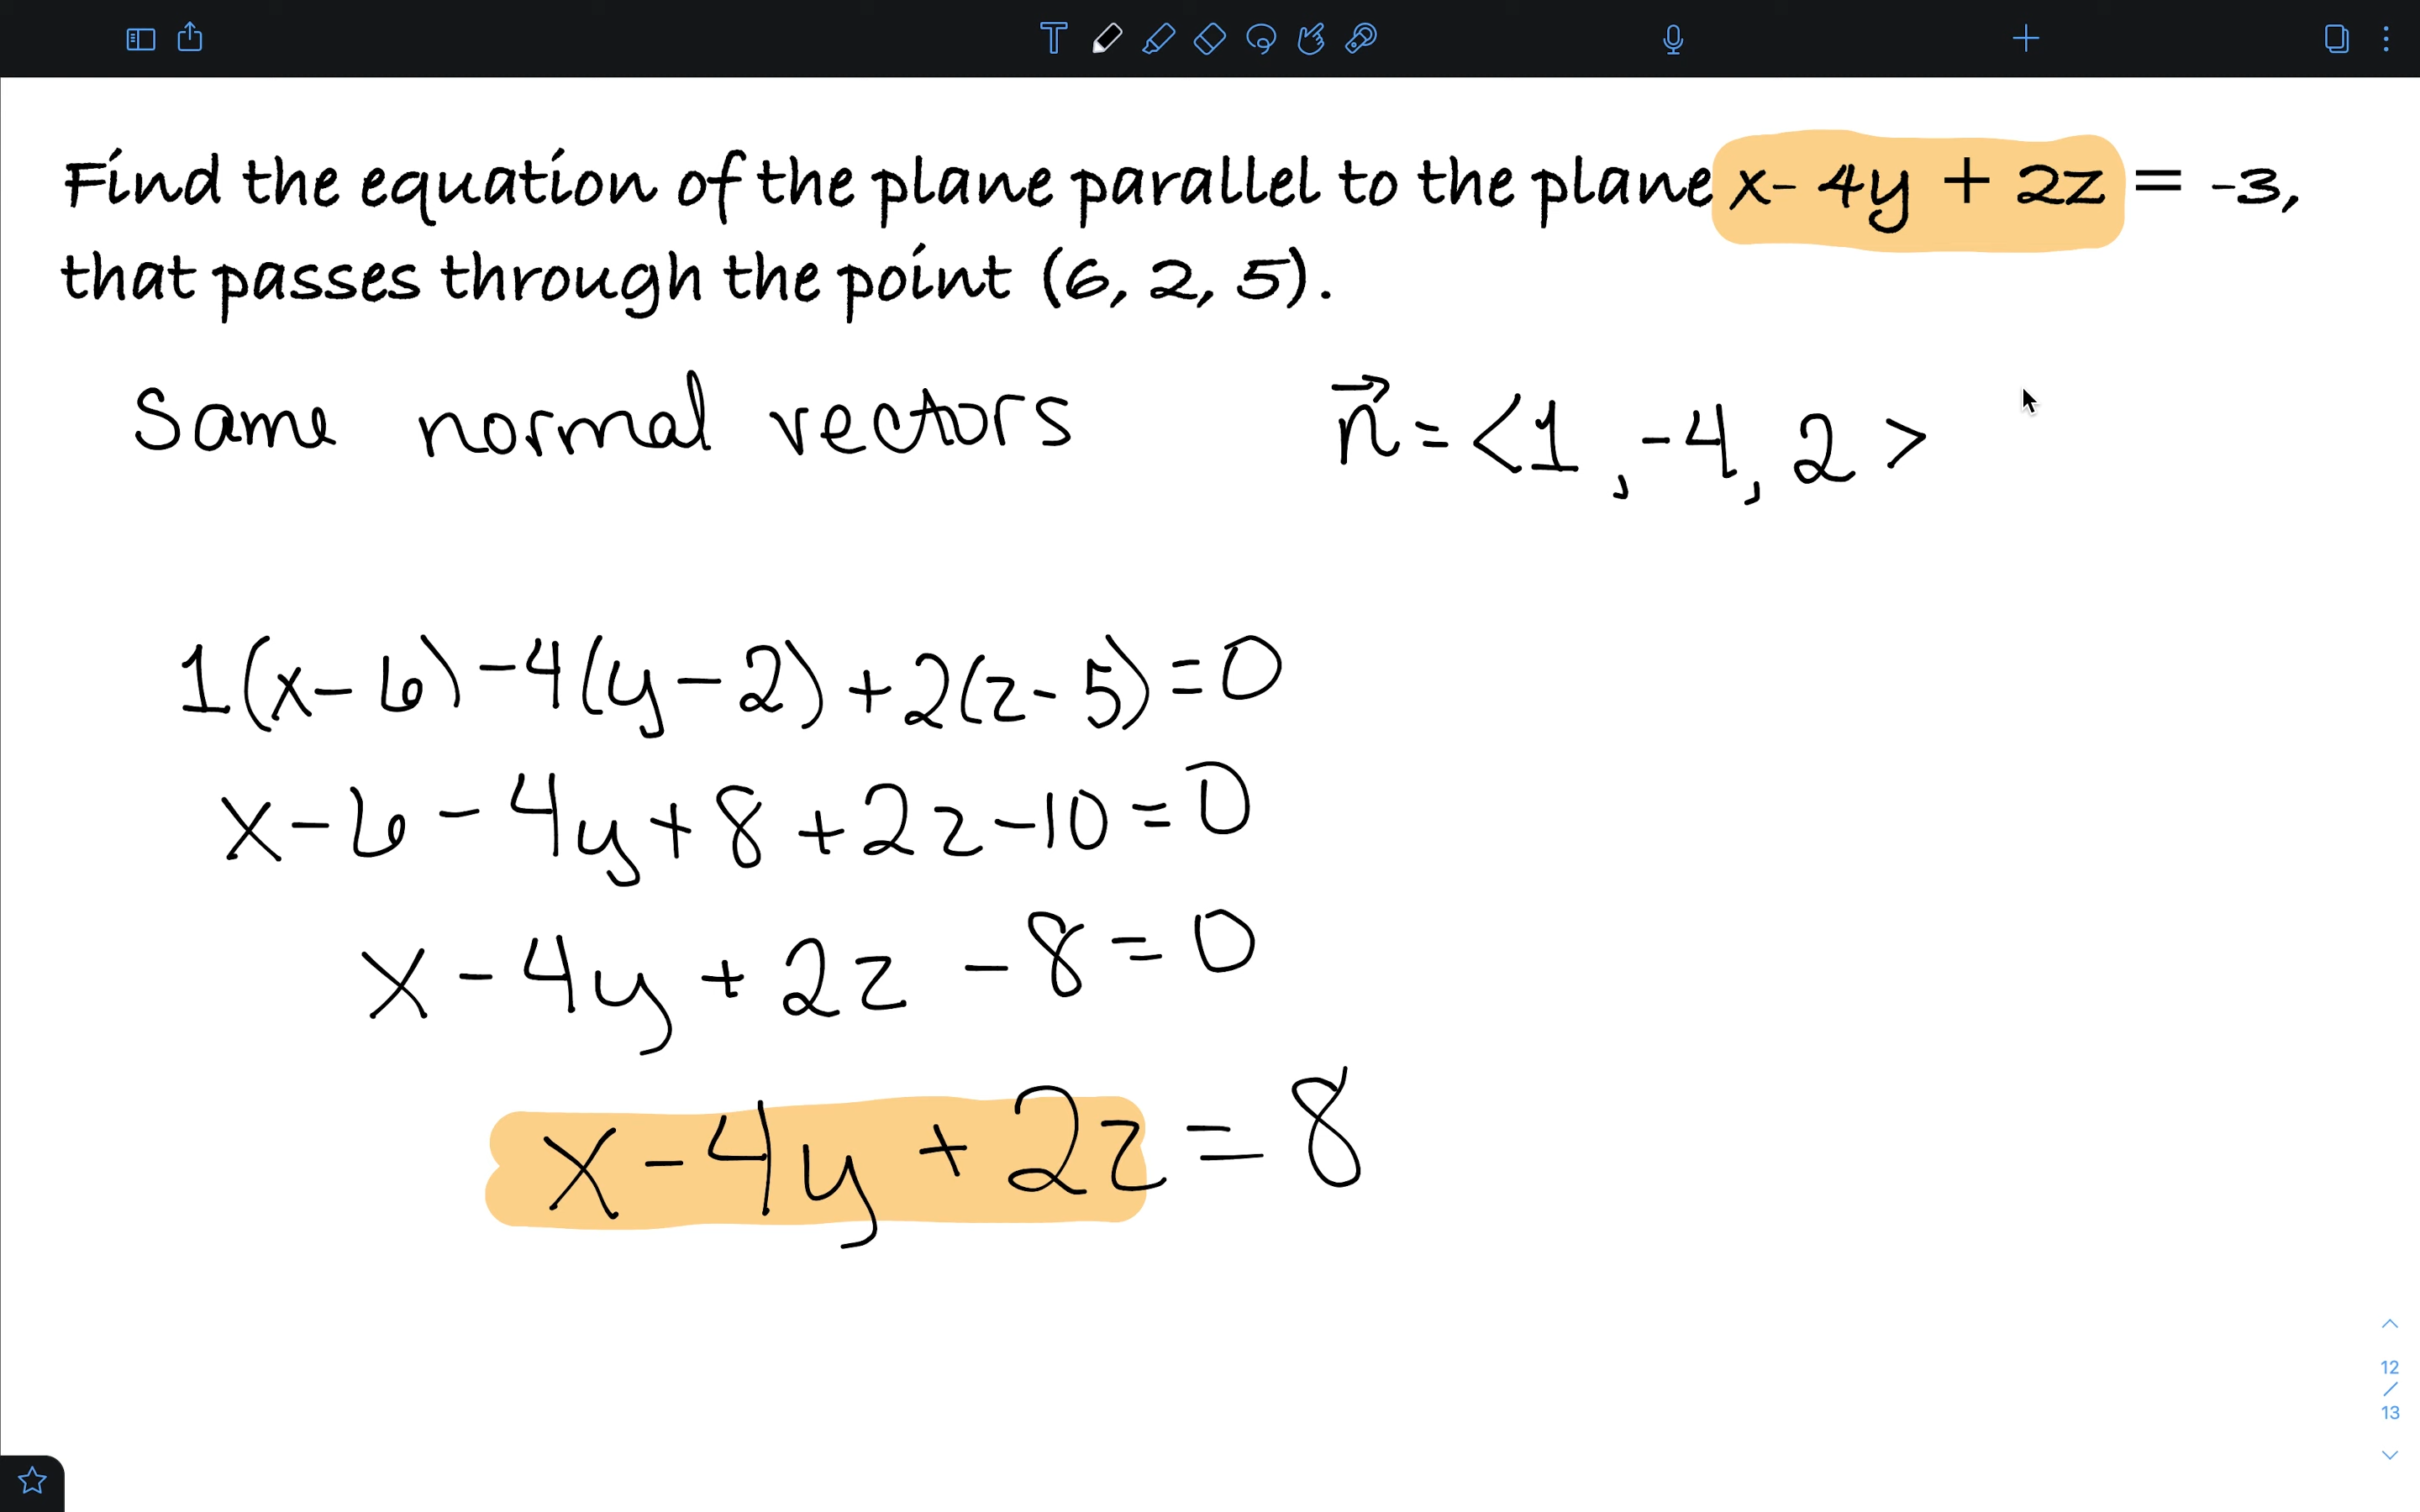 Find the equation of the plane parallel to the plane x - 4y + 2z = -3,
that passes through the point (6, 2, 5).
Same normal vectors n⃗ = <1, -4, 2>
1(x-6) -4(y-2) +2(z-5)=0
x-6-4y+8+2z-10=0
x-4y+2z-8=0
x-4y+2z=8
12
/
13